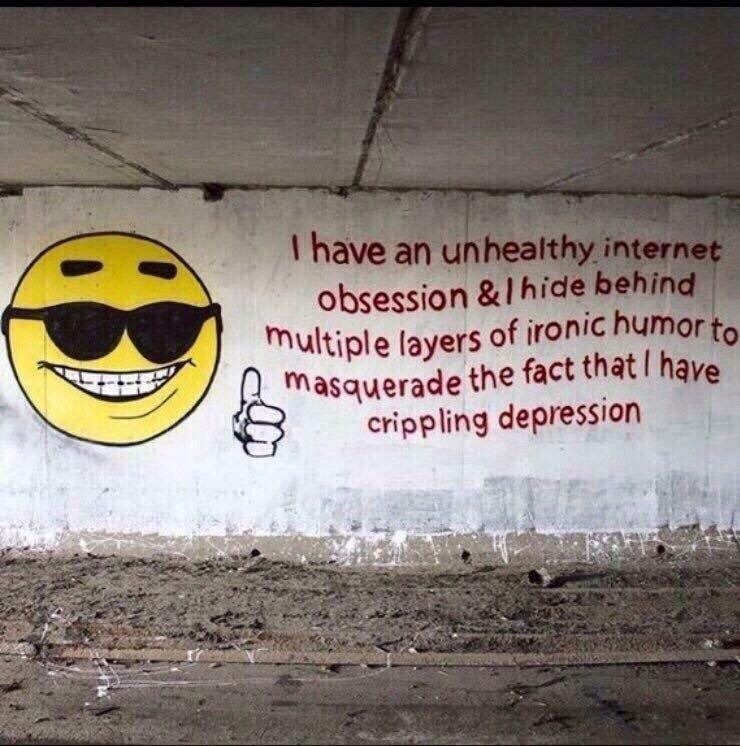 I have an unhealthy internet
obsession & I hide behind
multiple layers of ironic humor to
masquerade the fact that I have
crippling depression